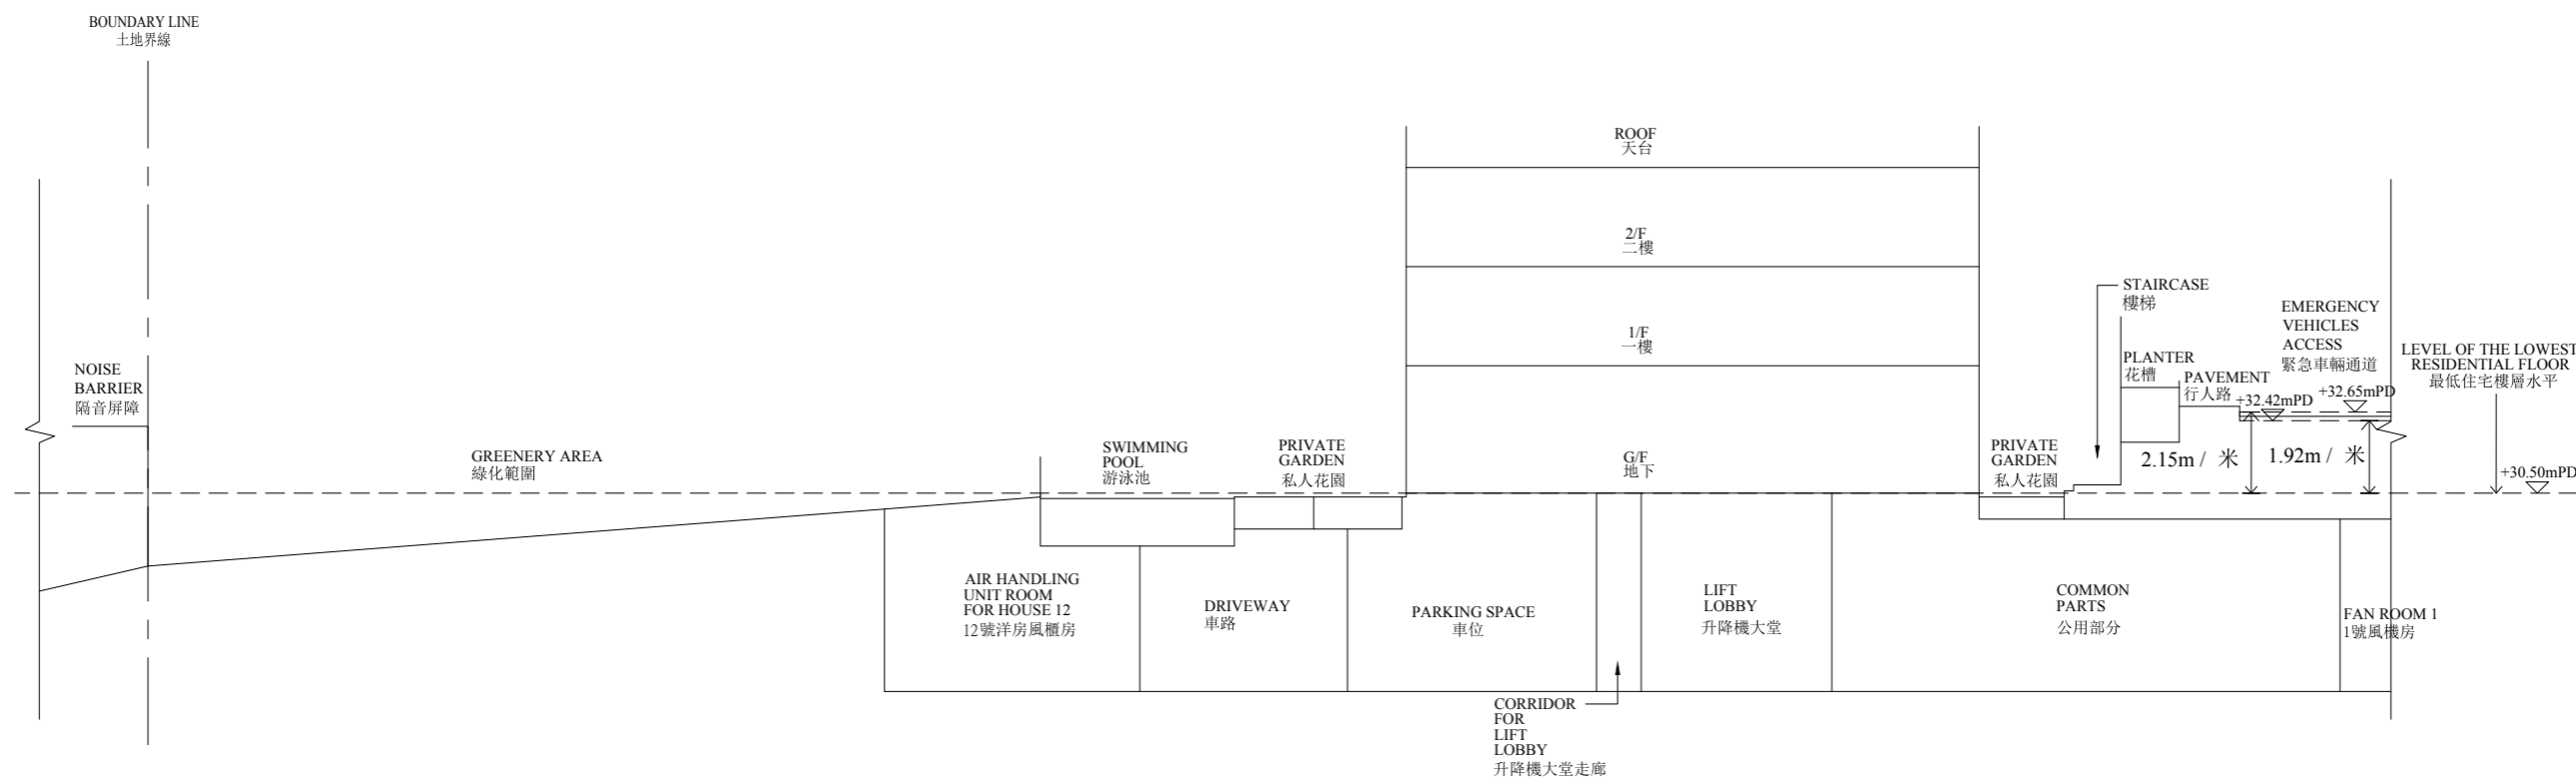 BOUNDARY LINE
土地界線
ROOF
天台
2/F
二樓
1/F
一樓
G/F
地下
NOISE
BARRIER
隔音屏障
GREENERY AREA
綠化範圍
SWIMMING
POOL
游泳池
PRIVATE
GARDEN
私人花園
PRIVATE
GARDEN
私人花園
STAIRCASE
樓梯
PLANTER
花槽
PAVEMENT
行人路
EMERGENCY
VEHICLES
ACCESS
緊急車輛通道
+32.42mPD
+32.65mPD
2.15m / 米
1.92m / 米
LEVEL OF THE LOWEST
RESIDENTIAL FLOOR
最低住宅樓層水平
+30.50mPD
AIR HANDLING
UNIT ROOM
FOR HOUSE 12
12號洋房風櫃房
DRIVEWAY
車路
PARKING SPACE
車位
LIFT
LOBBY
升降機大堂
COMMON
PARTS
公用部分
FAN ROOM 1
1號風機房
CORRIDOR
FOR
LIFT
LOBBY
升降機大堂走廊